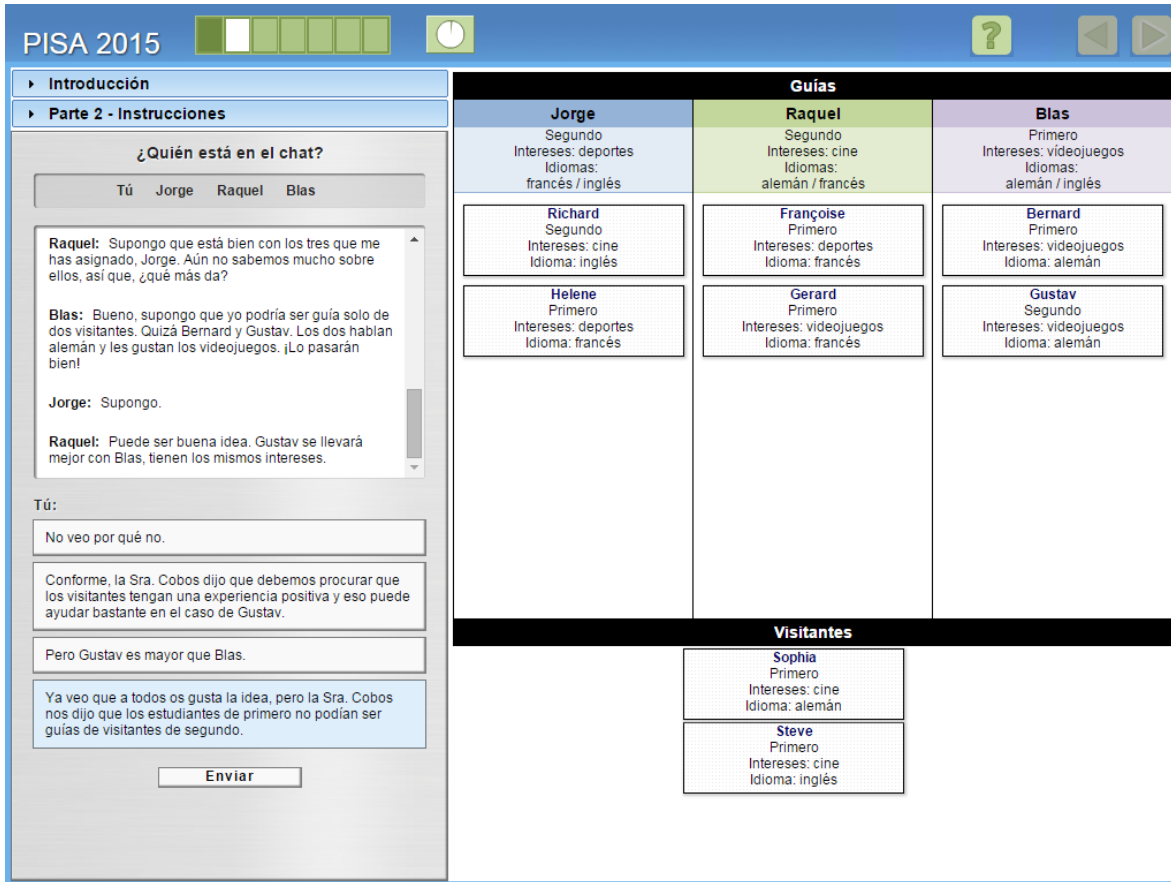 PISA 2015
?
Introducción
Parte 2 - Instrucciones
¿Quién está en el chat?
Tú Jorge Raquel Blas
Raquel: Supongo que está bien con los tres que me
has asignado, Jorge. Aún no sabemos mucho sobre
ellos, así que, ¿qué más da?
Blas: Bueno, supongo que yo podría ser guía solo de
dos visitantes. Quizá Bernard y Gustav. Los dos hablan
alemán y les gustan los videojuegos. ¡Lo pasarán
bien!
Jorge: Supongo.
Raquel: Puede ser buena idea. Gustav se llevará
mejor con Blas, tienen los mismos intereses.
Tú:
No veo por qué no.
Conforme, la Sra. Cobos dijo que debemos procurar que
los visitantes tengan una experiencia positiva y eso puede
ayudar bastante en el caso de Gustav.
Pero Gustav es mayor que Blas.
Ya veo que a todos os gusta la idea, pero la Sra. Cobos
nos dijo que los estudiantes de primero no podían ser
guías de visitantes de segundo.
Enviar
Guías
Jorge
Segundo
Intereses: deportes
Idiomas:
francés / inglés
Richard
Segundo
Intereses: cine
Idioma: inglés
Helene
Primero
Intereses: deportes
Idioma: francés
Raquel
Segundo
Intereses: cine
Idiomas:
alemán / francés
Françoise
Primero
Intereses: deportes
Idioma: francés
Gerard
Primero
Intereses: videojuegos
Idioma: francés
Blas
Primero
Intereses: vídeojuegos
Idiomas:
alemán / inglés
Bernard
Primero
Intereses: videojuegos
Idioma: alemán
Gustav
Segundo
Intereses: videojuegos
Idioma: alemán
Visitantes
Sophia
Primero
Intereses: cine
Idioma: alemán
Steve
Primero
Intereses: cine
Idioma: inglés